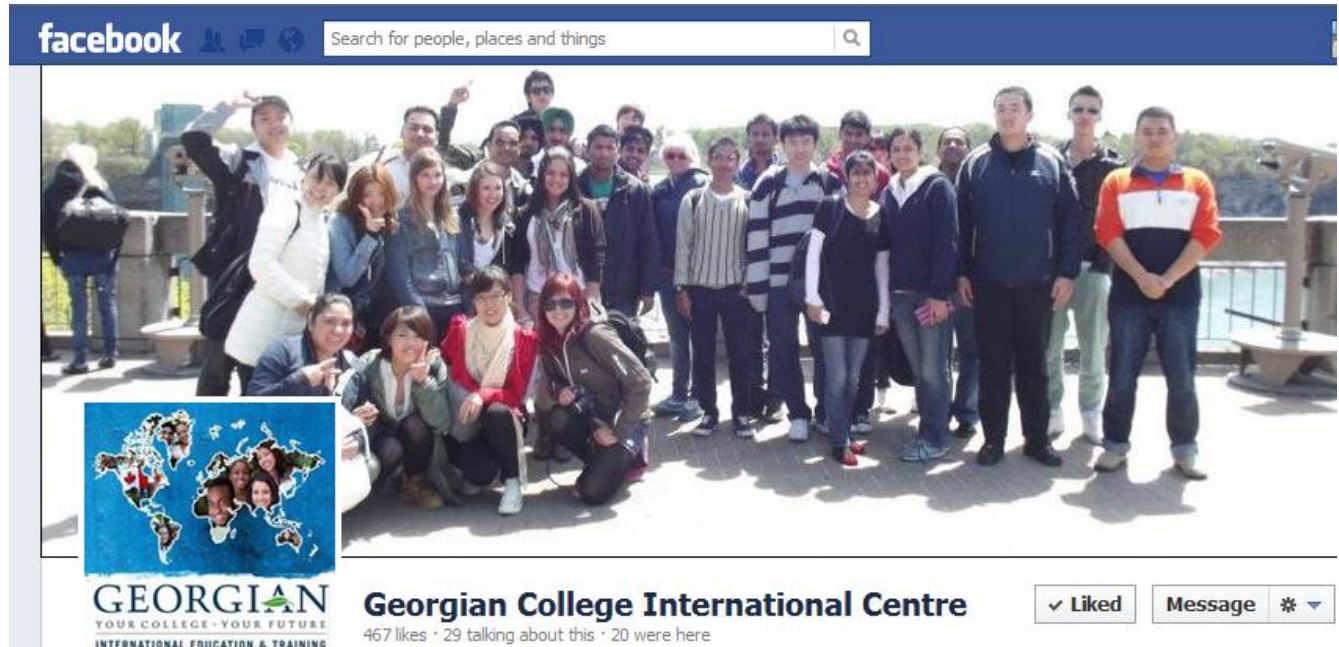 facebook
Search for people, places and things
GEORGIAN
YOUR COLLEGE · YOUR FUTURE
INTERNATIONAL EDUCATION & TRAINING
Georgian College International Centre
467 likes · 29 talking about this · 20 were here
✓ Liked
Message